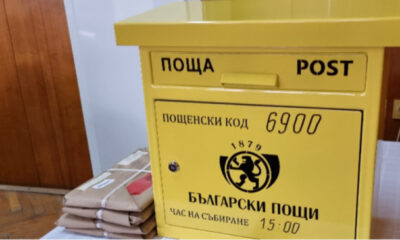 ПОЩА POST
ПОЩЕНСКИ КОД 6900
1879
БЪЛГАРСКИ ПОЩИ
ЧАС НА СЪБИРАНЕ 15:00